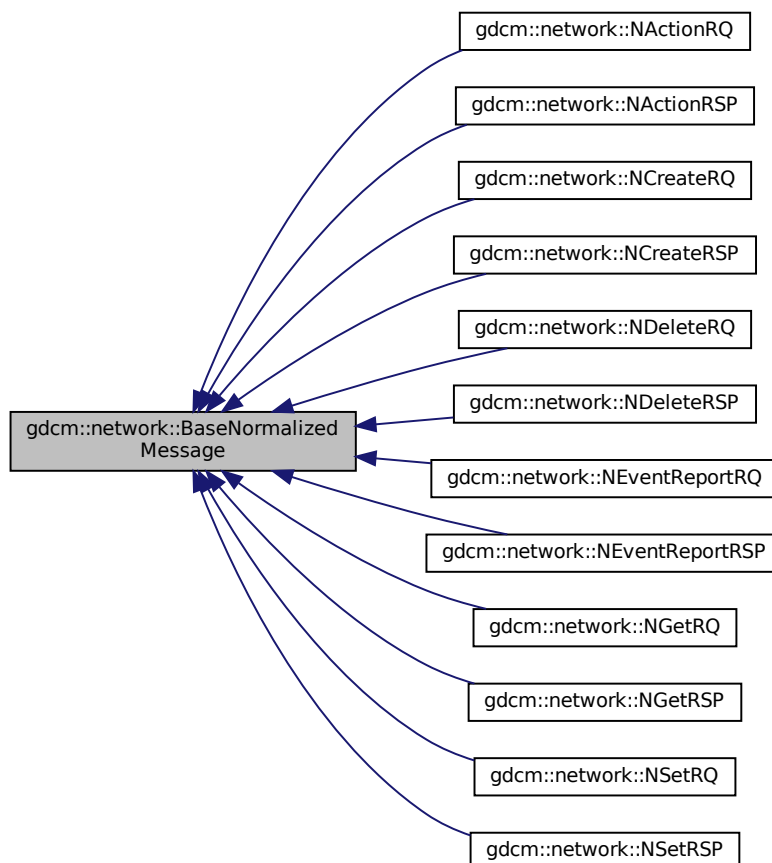 gdcm::network::NActionRQ
gdcm::network::NActionRSP
gdcm::network::NCreateRQ
gdcm::network::NCreateRSP
gdcm::network::NDeleteRQ
gdcm::network::NDeleteRSP
gdcm::network::BaseNormalized
Message
gdcm::network::NEventReportRQ
gdcm::network::NEventReportRSP
gdcm::network::NGetRQ
gdcm::network::NGetRSP
gdcm::network::NSetRQ
gdcm::network::NSetRSP